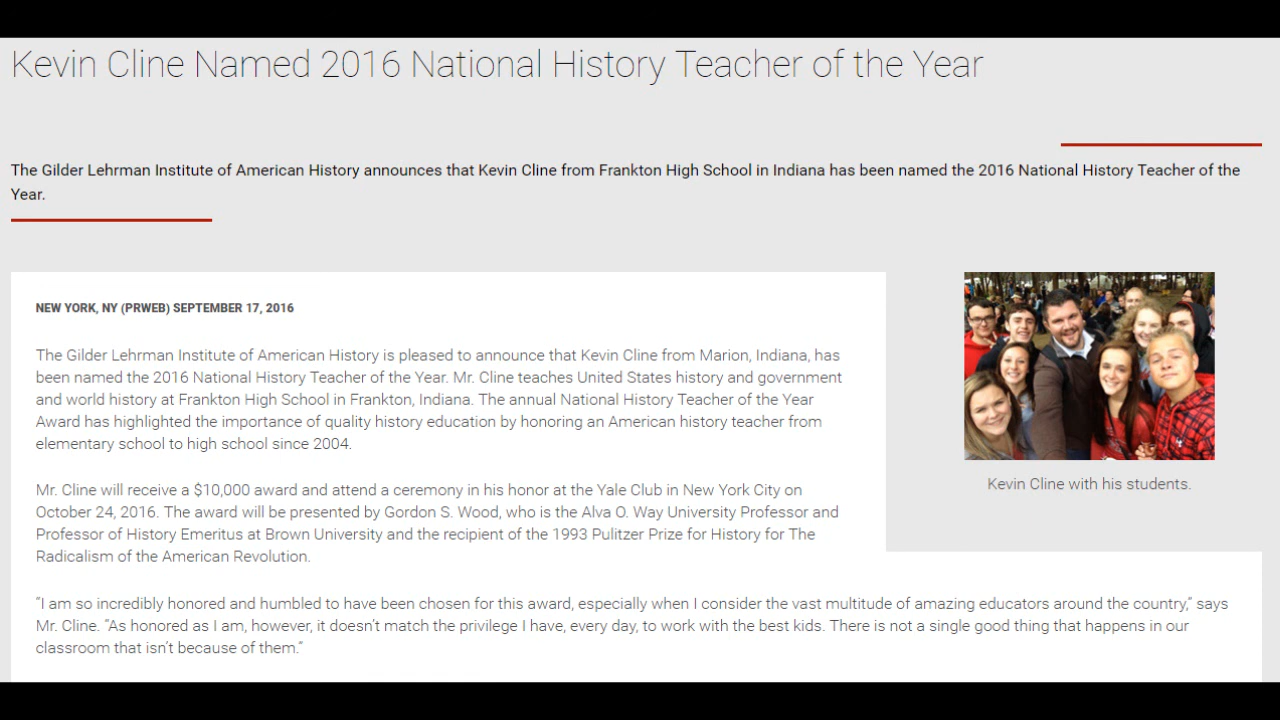 Kevin Cline Named 2016 National History Teacher of the Year
The Gilder Lehrman Institute of American History announces that Kevin Cline from Frankton High School in Indiana has been named the 2016 National History Teacher of the
Year.
NEW YORK, NY (PRWEB) SEPTEMBER 17, 2016
The Gilder Lehrman Institute of American History is pleased to announce that Kevin Cline from Marion, Indiana, has
been named the 2016 National History Teacher of the Year. Mr. Cline teaches United States history and government
and world history at Frankton High School in Frankton, Indiana. The annual National History Teacher of the Year
Award has highlighted the importance of quality history education by honoring an American history teacher from
elementary school to high school since 2004.
Mr. Cline will receive a $10,000 award and attend a ceremony in his honor at the Yale Club in New York City on
October 24, 2016. The award will be presented by Gordon S. Wood, who is the Alva O. Way University Professor and
Professor of History Emeritus at Brown University and the recipient of the 1993 Pulitzer Prize for History for The
Radicalism of the American Revolution.
“I am so incredibly honored and humbled to have been chosen for this award, especially when I consider the vast multitude of amazing educators around the country,” says
Mr. Cline. “As honored as I am, however, it doesn’t match the privilege I have, every day, to work with the best kids. There is not a single good thing that happens in our
classroom that isn’t because of them.”
Kevin Cline with his students.